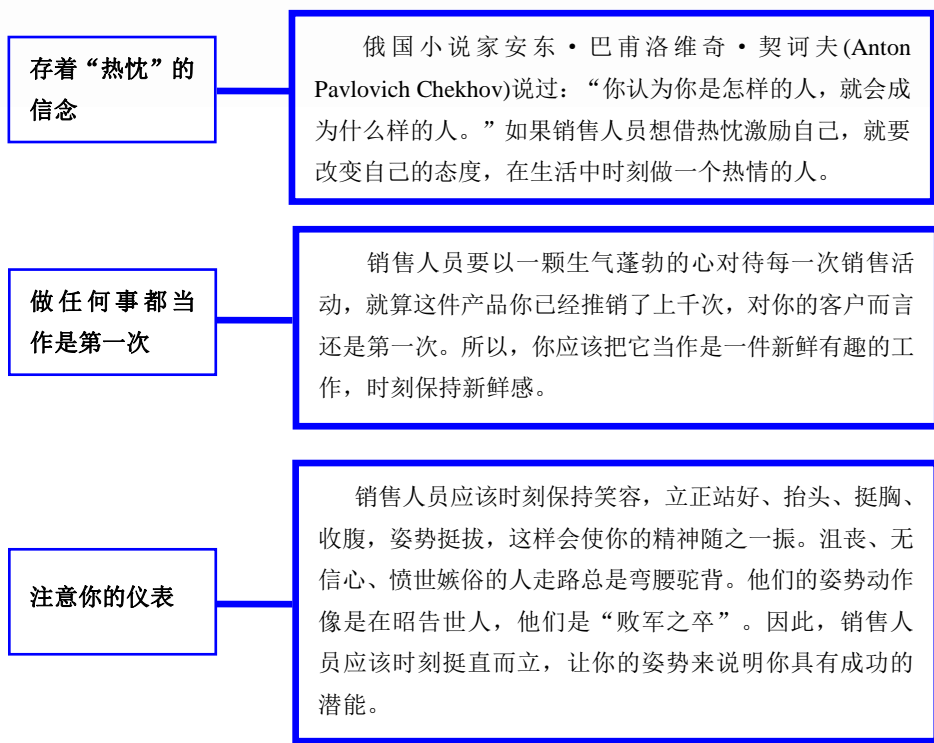 存着“热忱”的
信念
俄国小说家安东·巴甫洛维奇·契诃夫(Anton
Pavlovich Chekhov)说过：“你认为你是怎样的人，就会成
为什么样的人。”如果销售人员想借热忱激励自己，就要
改变自己的态度，在生活中时刻做一个热情的人。
做任何事都当
作是第一次
销售人员要以一颗生气蓬勃的心对待每一次销售活
动，就算这件产品你已经推销了上千次，对你的客户而言
还是第一次。所以，你应该把它当作是一件新鲜有趣的工
作，时刻保持新鲜感。
注意你的仪表
销售人员应该时刻保持笑容，立正站好、抬头、挺胸、
收腹，姿势挺拔，这样会使你的精神随之一振。沮丧、无
信心、愤世嫉俗的人走路总是弯腰驼背。他们的姿势动作
像是在昭告世人，他们是“败军之卒”。因此，销售人
员应该时刻挺直而立，让你的姿势来说明你具有成功的
潜能。